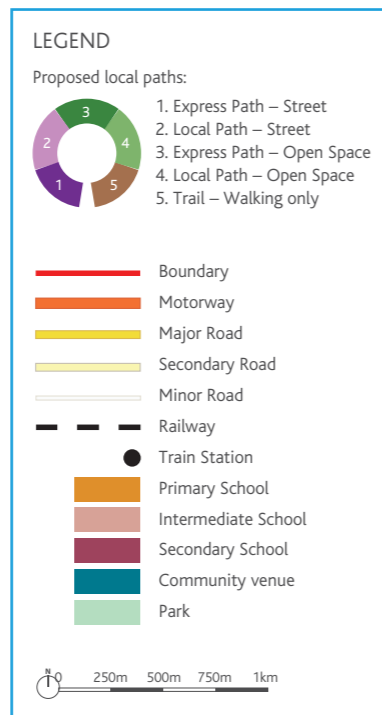 LEGEND
Proposed local paths:
1
2
3
4
5
1. Express Path – Street
2. Local Path – Street
3. Express Path – Open Space
4. Local Path – Open Space
5. Trail – Walking only
Boundary
Motorway
Major Road
Secondary Road
Minor Road
Railway
Train Station
Primary School
Intermediate School
Secondary School
Community venue
Park
N
0 250m 500m 750m 1km